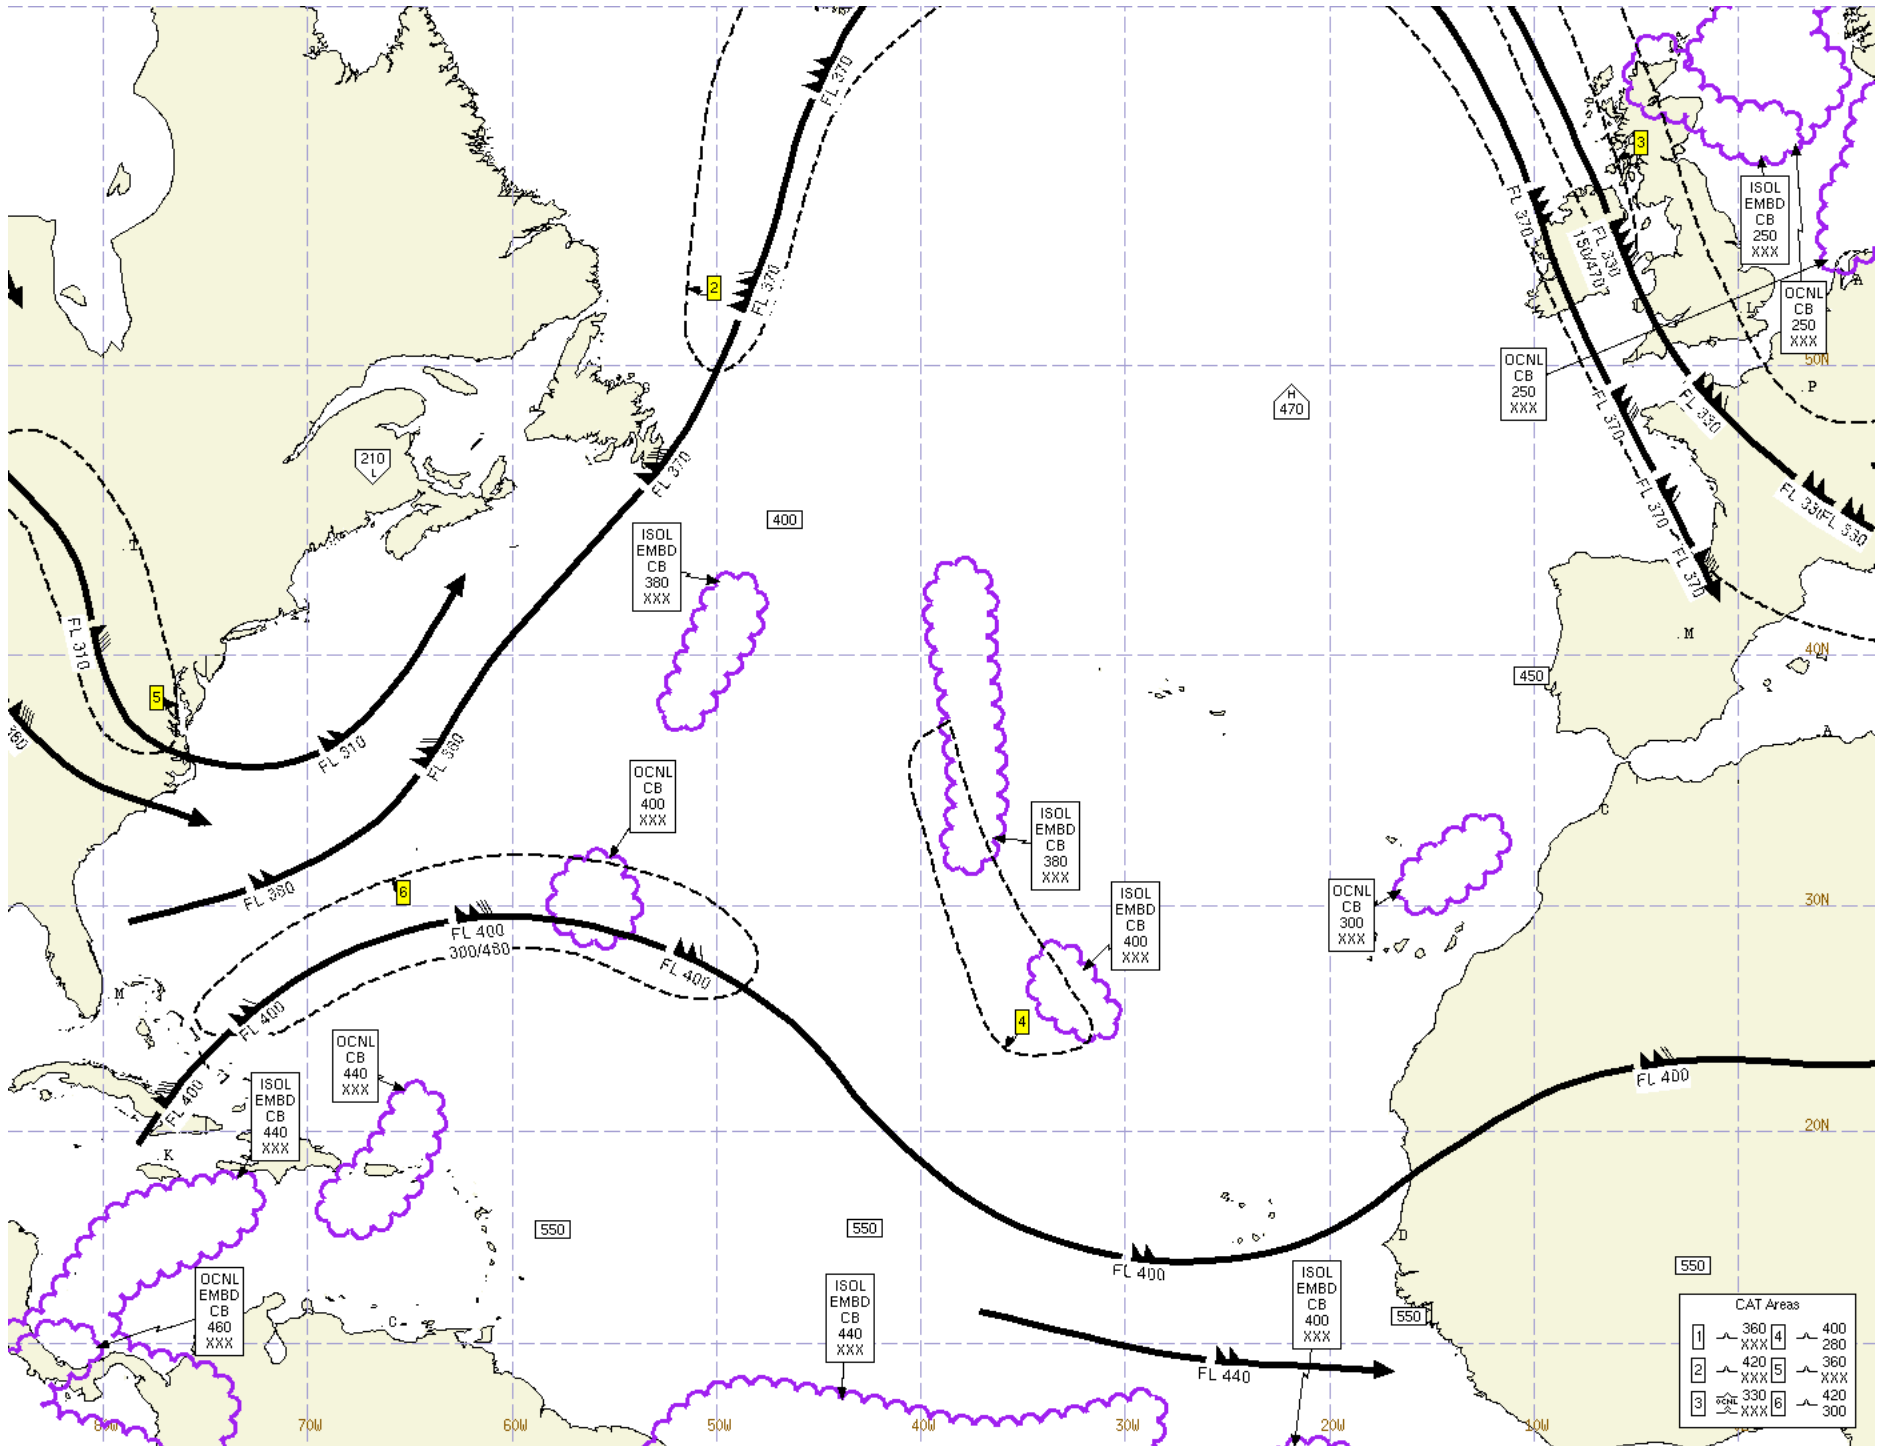 FL 370
2
FL 370
FL 370
3
ISOL
EMBD
CB
250
XXX
FL 370
FL 330
150/470
OCNL
CB
250
XXX
OCNL
CB
250
XXX
L
A
50N
P
H
470
FL 370
FL 330
FL 370
FL 330
FL 330
FL 370
210
L
400
T
ISOL
EMBD
CB
380
XXX
FL 310
M
40N
450
5
FL 310
FL 380
A
OCNL
CB
400
XXX
C
ISOL
EMBD
CB
380
XXX
6
FL 380
OCNL
CB
300
XXX
30N
ISOL
EMBD
CB
400
XXX
FL 400
300/480
FL 400
M
FL 400
4
OCNL
CB
440
XXX
FL 400
ISOL
EMBD
CB
440
XXX
FL 400
20N
K
550
550
D
FL 400
550
OCNL
EMBD
CB
460
XXX
ISOL
EMBD
CB
440
XXX
ISOL
EMBD
CB
400
XXX
550
C
FL 440
CAT Areas
1 360 XXX 4 400 280
2 420 XXX 5 360 XXX
3 OCNL 330 XXX 6 420 300
80W 70W 60W 50W 40W 30W 20W 10W